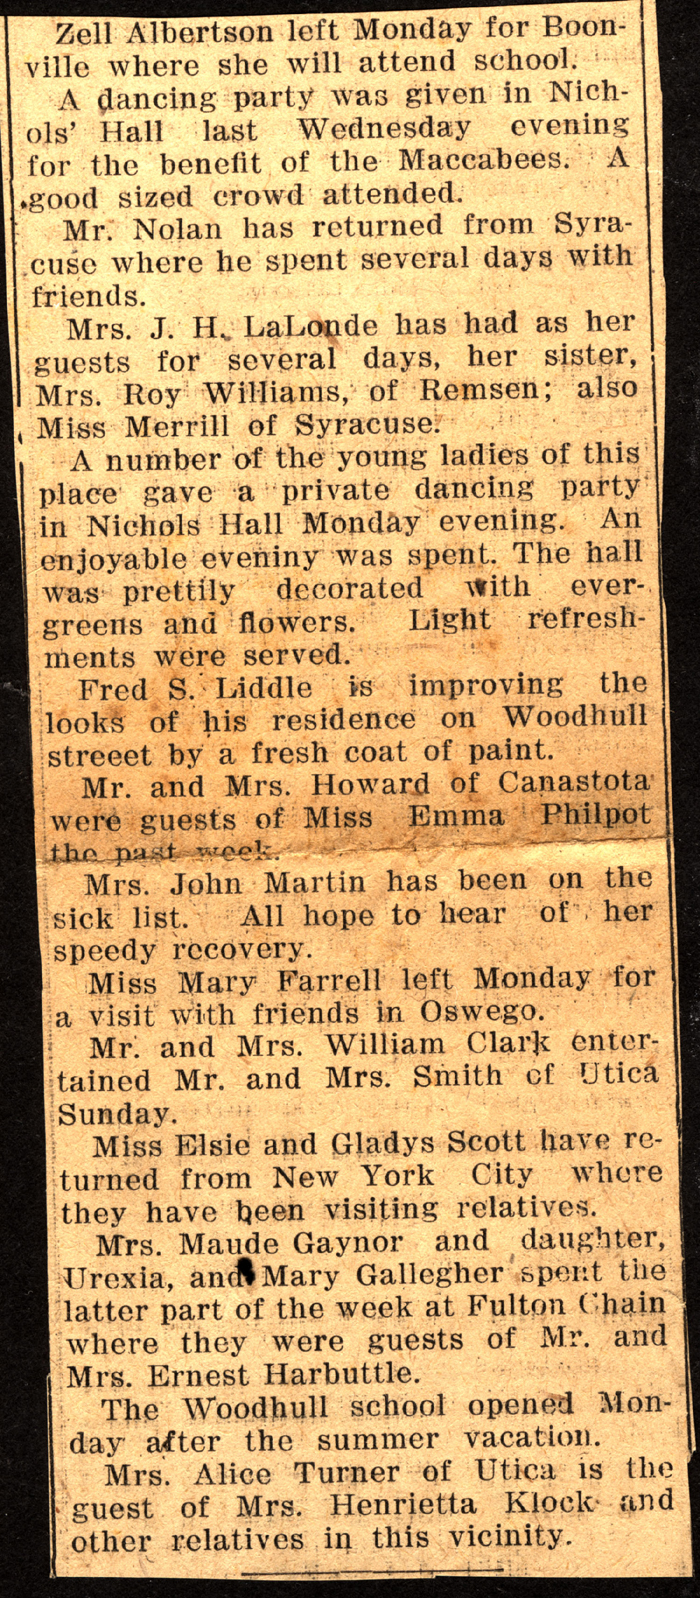 Zell Albertson left Monday for Boon-
ville where she will attend school.
A dancing party was given in Nich-
ols' Hall last Wednesday evening
for the benefit of the Maccabees. A
good sized crowd attended.
Mr. Nolan has returned from Syra-
cuse where he spent several days with
friends.
Mrs. J. H. LaLonde has had as her
guests for several days, her sister,
Mrs. Roy Williams, of Remsen; also
Miss Merrill of Syracuse.
A number of the young ladies of this
place gave a private dancing party
in Nichols Hall Monday evening. An
enjoyable eveniny was spent. The hall
was prettily decorated with ever-
greens and flowers. Light refresh-
ments were served.
Fred S. Liddle is improving the
looks of his residence on Woodhull
streeet by a fresh coat of paint.
Mr. and Mrs. Howard of Canastota
were guests of Miss Emma Philpot
the past week.
Mrs. John Martin has been on the
sick list. All hope to hear of her
speedy recovery.
Miss Mary Farrell left Monday for
a visit with friends in Oswego.
Mr. and Mrs. William Clark enter-
tained Mr. and Mrs. Smith of Utica
Sunday.
Miss Elsie and Gladys Scott have re-
turned from New York City where
they have been visiting relatives.
Mrs. Maude Gaynor and daughter,
Urexia, and Mary Gallegher spent the
latter part of the week at Fulton Chain
where they were guests of Mr. and
Mrs. Ernest Harbuttle.
The Woodhull school opened Mon-
day after the summer vacation.
Mrs. Alice Turner of Utica is the
guest of Mrs. Henrietta Klock and
other relatives in this vicinity.